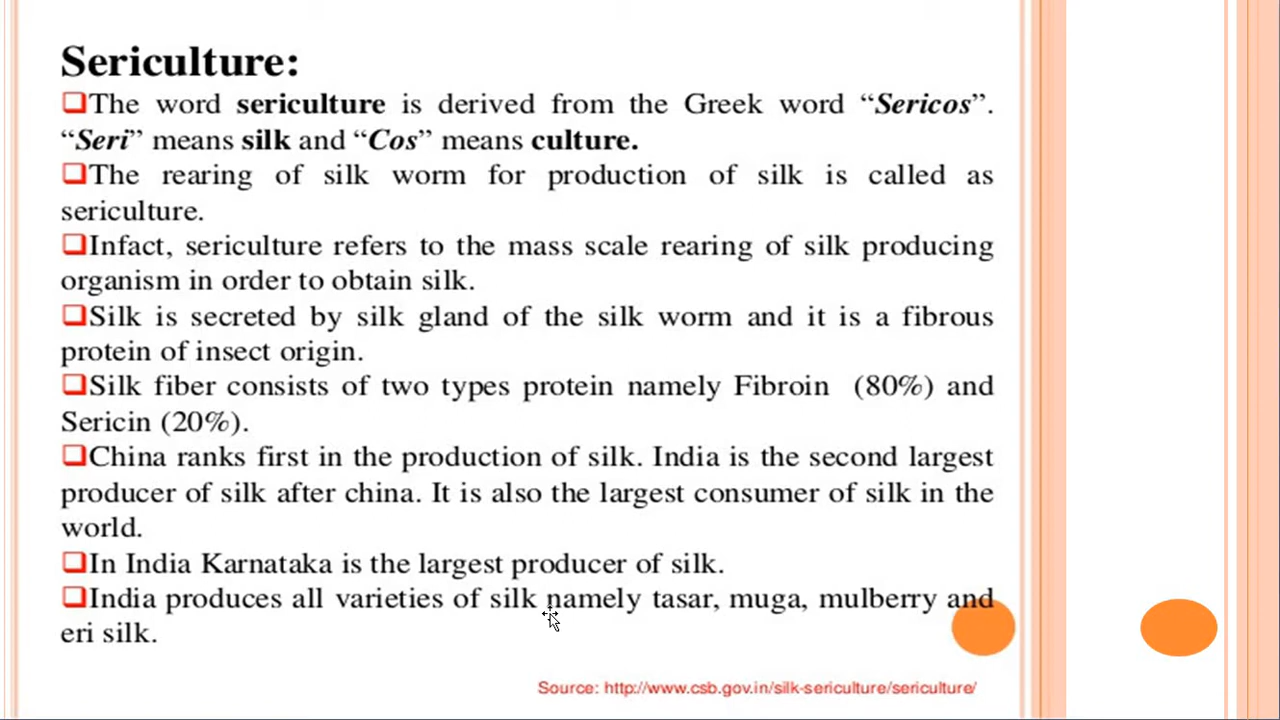 Sericulture:
❑The word sericulture is derived from the Greek word “Sericos”.
“Seri” means silk and “Cos” means culture.
❑The rearing of silk worm for production of silk is called as
sericulture.
❑Infact, sericulture refers to the mass scale rearing of silk producing
organism in order to obtain silk.
❑Silk is secreted by silk gland of the silk worm and it is a fibrous
protein of insect origin.
❑Silk fiber consists of two types protein namely Fibroin (80%) and
Sericin (20%).
❑China ranks first in the production of silk. India is the second largest
producer of silk after china. It is also the largest consumer of silk in the
world.
❑In India Karnataka is the largest producer of silk.
❑India produces all varieties of silk namely tasar, muga, mulberry and
eri silk.
Source: http://www.csb.gov.in/silk-sericulture/sericulture/